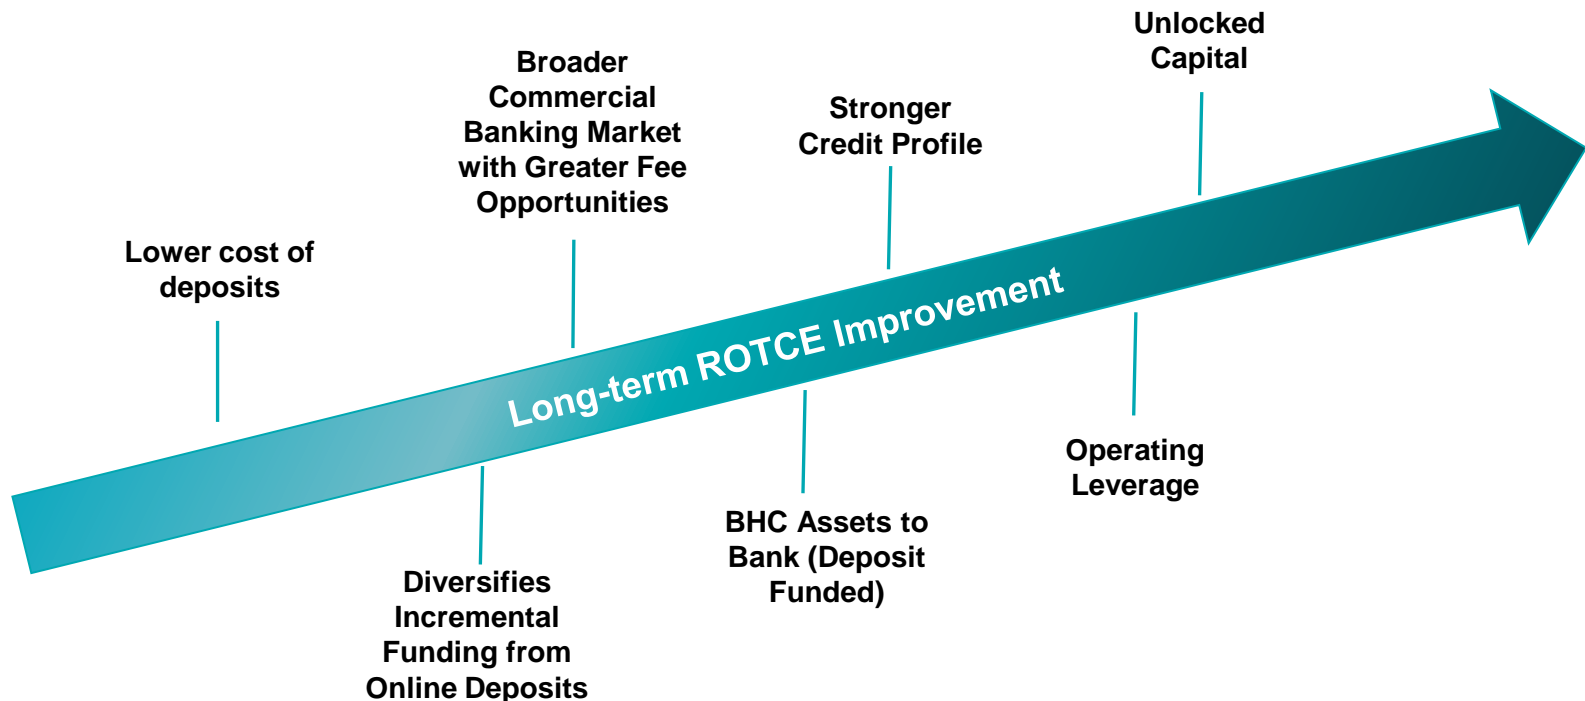 Unlocked
Capital
Broader
Commercial
Banking Market
with Greater Fee
Opportunities
Stronger
Credit Profile
Lower cost of
deposits
Long-term ROTCE Improvement
Operating
Leverage
BHC Assets to
Bank (Deposit
Funded)
Diversifies
Incremental
Funding from
Online Deposits